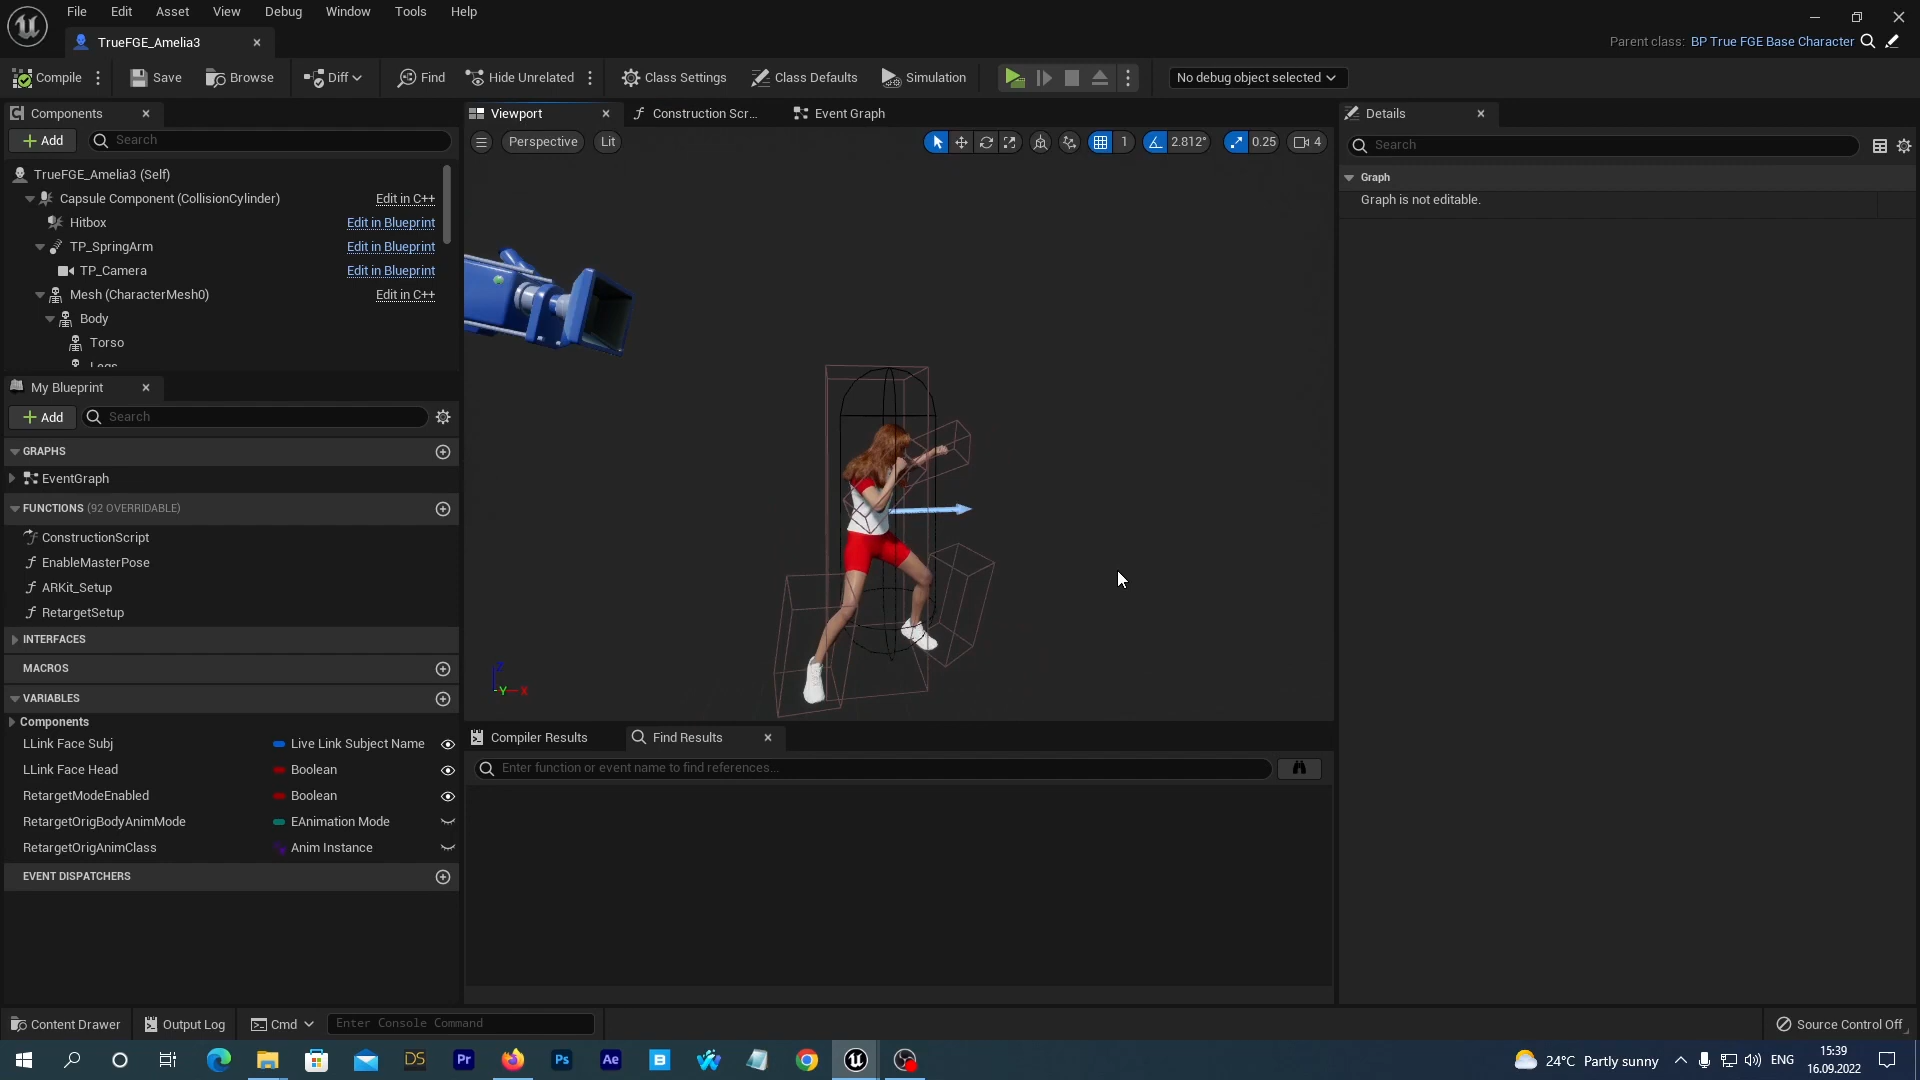 File Edit Asset View Debug Window Tools Help
TrueFGE_Amelia3
Parent class: BP True FGE Base Character
Compile Save Browse Diff Find Hide Unrelated Class Settings Class Defaults Simulation No debug object selected
Components
Add Search
TrueFGE_Amelia3 (Self)
Capsule Component (CollisionCylinder) Edit in C++
Hitbox Edit in Blueprint
TP_SpringArm Edit in Blueprint
TP_Camera Edit in Blueprint
Mesh (CharacterMesh0) Edit in C++
Body
Torso
Legs
My Blueprint
Add Search
GRAPHS
EventGraph
FUNCTIONS (92 OVERRIDABLE)
ConstructionScript
EnableMasterPose
ARKit_Setup
RetargetSetup
INTERFACES
MACROS
VARIABLES
Components
LLink Face Subj Live Link Subject Name
LLink Face Head Boolean
RetargetModeEnabled Boolean
RetargetOrigBodyAnimMode EAnimation Mode
RetargetOrigAnimClass Anim Instance
EVENT DISPATCHERS
Viewport Construction Scr... Event Graph
Perspective Lit 1 2.812° 0.25 4
Z
Y X
Compiler Results Find Results
Enter function or event name to find references...
Details
Search
Graph
Graph is not editable.
Content Drawer Output Log Cmd Enter Console Command Source Control Off
DS Pr Ps Ae 24°C Partly sunny ENG 15:39
16.09.2022